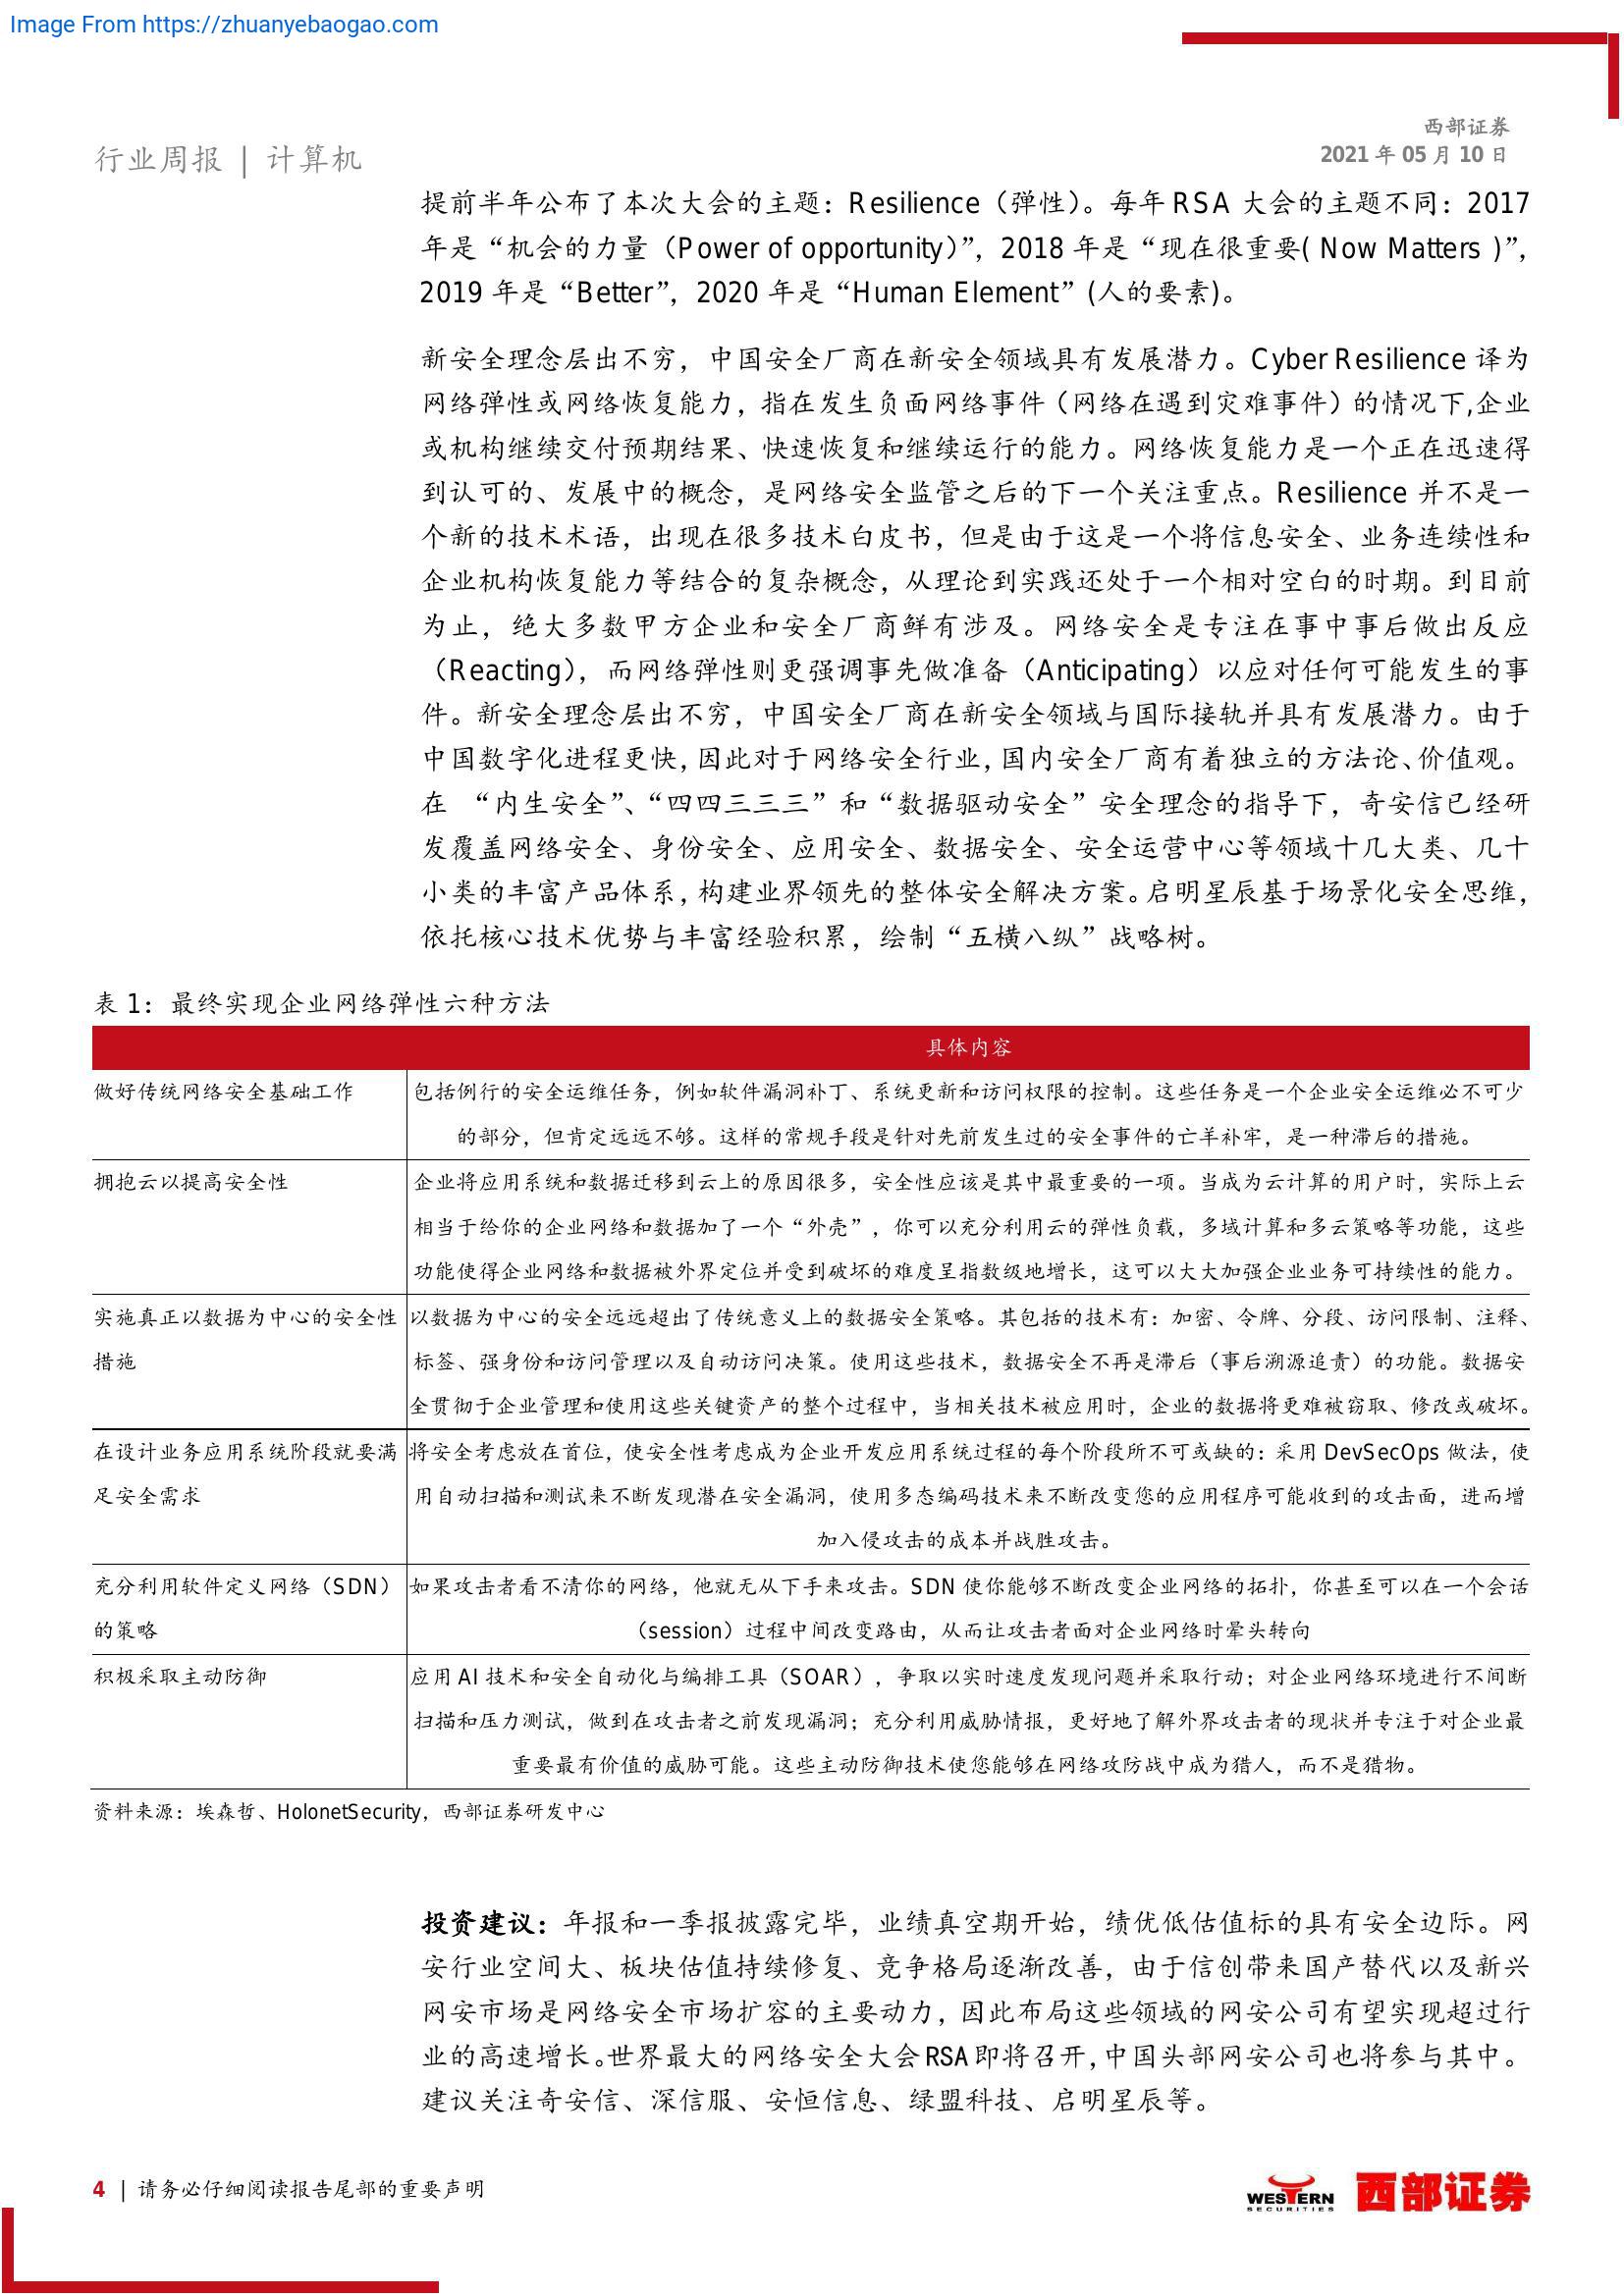 Image From https://zhuanyebaogao.com
西部证券
2021 年 05 月 10 日
行业周报 | 计算机
提前半年公布了本次大会的主题：Resilience（弹性）。每年 RSA 大会的主题不同：2017
年是“机会的力量（Power of opportunity）”，2018 年是“现在很重要( Now Matters )”，
2019 年是“Better”，2020 年是“Human Element”(人的要素)。
新安全理念层出不穷，中国安全厂商在新安全领域具有发展潜力。Cyber Resilience 译为
网络弹性或网络恢复能力，指在发生负面网络事件（网络在遇到灾难事件）的情况下,企业
或机构继续交付预期结果、快速恢复和继续运行的能力。网络恢复能力是一个正在迅速得
到认可的、发展中的概念，是网络安全监管之后的下一个关注重点。Resilience 并不是一
个新的技术术语，出现在很多技术白皮书，但是由于这是一个将信息安全、业务连续性和
企业机构恢复能力等结合的复杂概念，从理论到实践还处于一个相对空白的时期。到目前
为止，绝大多数甲方企业和安全厂商鲜有涉及。网络安全是专注在事中事后做出反应
（Reacting），而网络弹性则更强调事先做准备（Anticipating）以应对任何可能发生的事
件。新安全理念层出不穷，中国安全厂商在新安全领域与国际接轨并具有发展潜力。由于
中国数字化进程更快，因此对于网络安全行业，国内安全厂商有着独立的方法论、价值观。
在 “内生安全”、“四四三三三”和“数据驱动安全”安全理念的指导下，奇安信已经研
发覆盖网络安全、身份安全、应用安全、数据安全、安全运营中心等领域十几大类、几十
小类的丰富产品体系，构建业界领先的整体安全解决方案。启明星辰基于场景化安全思维，
依托核心技术优势与丰富经验积累，绘制“五横八纵”战略树。
表 1：最终实现企业网络弹性六种方法
具体内容
做好传统网络安全基础工作
包括例行的安全运维任务，例如软件漏洞补丁、系统更新和访问权限的控制。这些任务是一个企业安全运维必不可少
的部分，但肯定远远不够。这样的常规手段是针对先前发生过的安全事件的亡羊补牢，是一种滞后的措施。
拥抱云以提高安全性
企业将应用系统和数据迁移到云上的原因很多，安全性应该是其中最重要的一项。当成为云计算的用户时，实际上云
相当于给你的企业网络和数据加了一个“外壳”，你可以充分利用云的弹性负载，多域计算和多云策略等功能，这些
功能使得企业网络和数据被外界定位并受到破坏的难度呈指数级地增长，这可以大大加强企业业务可持续性的能力。
实施真正以数据为中心的安全性
措施
以数据为中心的安全远远超出了传统意义上的数据安全策略。其包括的技术有：加密、令牌、分段、访问限制、注释、
标签、强身份和访问管理以及自动访问决策。使用这些技术，数据安全不再是滞后（事后溯源追责）的功能。数据安
全贯彻于企业管理和使用这些关键资产的整个过程中，当相关技术被应用时，企业的数据将更难被窃取、修改或破坏。
在设计业务应用系统阶段就要满
足安全需求
将安全考虑放在首位，使安全性考虑成为企业开发应用系统过程的每个阶段所不可或缺的：采用 DevSecOps 做法，使
用自动扫描和测试来不断发现潜在安全漏洞，使用多态编码技术来不断改变您的应用程序可能收到的攻击面，进而增
加入侵攻击的成本并战胜攻击。
充分利用软件定义网络（SDN）
的策略
如果攻击者看不清你的网络，他就无从下手来攻击。SDN 使你能够不断改变企业网络的拓扑，你甚至可以在一个会话
（session）过程中间改变路由，从而让攻击者面对企业网络时晕头转向
积极采取主动防御
应用 AI 技术和安全自动化与编排工具（SOAR），争取以实时速度发现问题并采取行动；对企业网络环境进行不间断
扫描和压力测试，做到在攻击者之前发现漏洞；充分利用威胁情报，更好地了解外界攻击者的现状并专注于对企业最
重要最有价值的威胁可能。这些主动防御技术使您能够在网络攻防战中成为猎人，而不是猎物。
资料来源：埃森哲、HolonetSecurity，西部证券研发中心
投资建议：年报和一季报披露完毕，业绩真空期开始，绩优低估值标的具有安全边际。网
安行业空间大、板块估值持续修复、竞争格局逐渐改善，由于信创带来国产替代以及新兴
网安市场是网络安全市场扩容的主要动力，因此布局这些领域的网安公司有望实现超过行
业的高速增长。世界最大的网络安全大会 RSA 即将召开，中国头部网安公司也将参与其中。
建议关注奇安信、深信服、安恒信息、绿盟科技、启明星辰等。
4 | 请务必仔细阅读报告尾部的重要声明
WESTERN
SECURITIES
西部证券